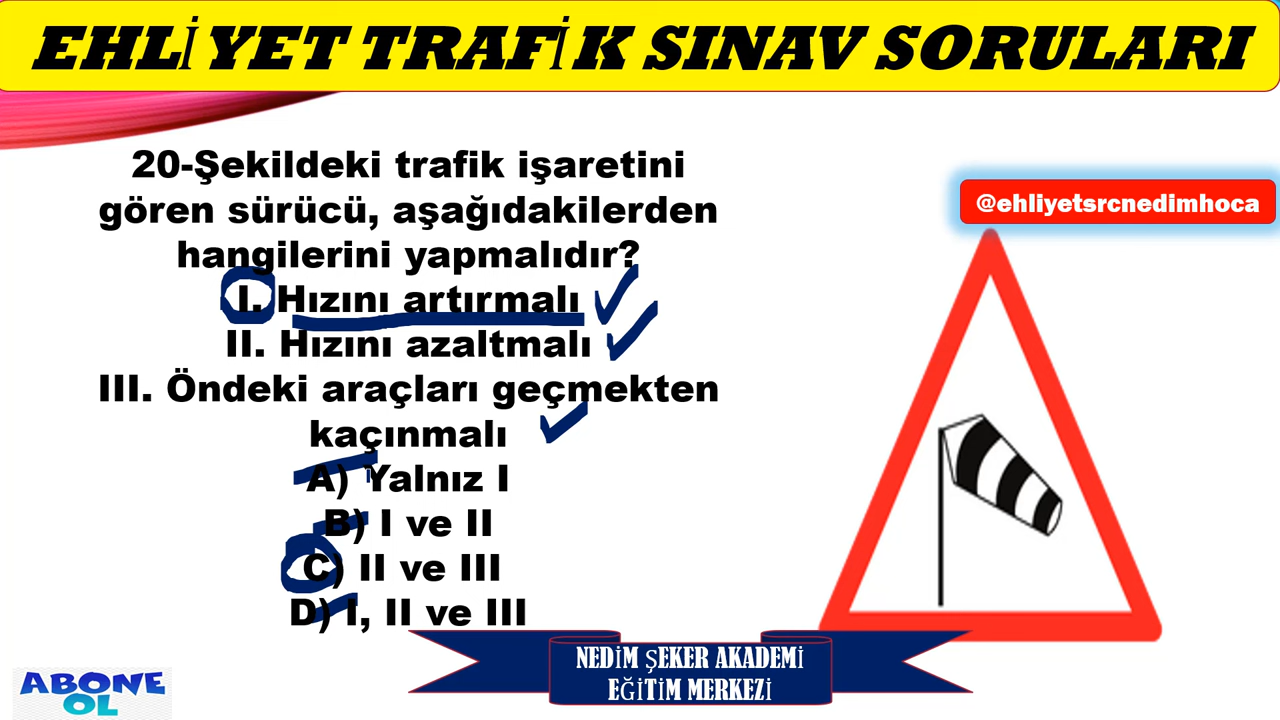 EHLİYET TRAFİK SINAV SORULARI
20-Şekildeki trafik işaretini
gören sürücü, aşağıdakilerden
hangilerini yapmalıdır?
I. Hızını artırmalı
II. Hızını azaltmalı
III. Öndeki araçları geçmekten
kaçınmalı
A) Yalnız I
B) I ve II
C) II ve III
D) I, II ve III
@ehliyetsrcnedimhoca
NEDİM ŞEKER AKADEMİ
EĞİTİM MERKEZİ
ABONE
OL